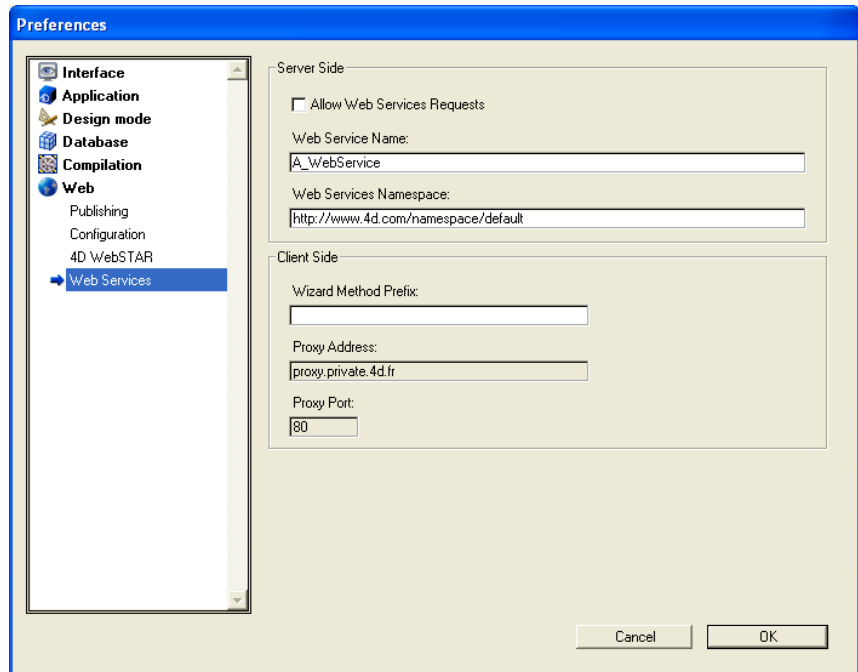 Preferences
Interface
Application
Design mode
Database
Compilation
Web
Publishing
Configuration
4D WebSTAR
Web Services
Server Side
Allow Web Services Requests
Web Service Name:
A_WebService
Web Services Namespace:
http://www.4d.com/namespace/default
Client Side
Wizard Method Prefix:
Proxy Address:
proxy.private.4d.fr
Proxy Port:
80
Cancel
OK